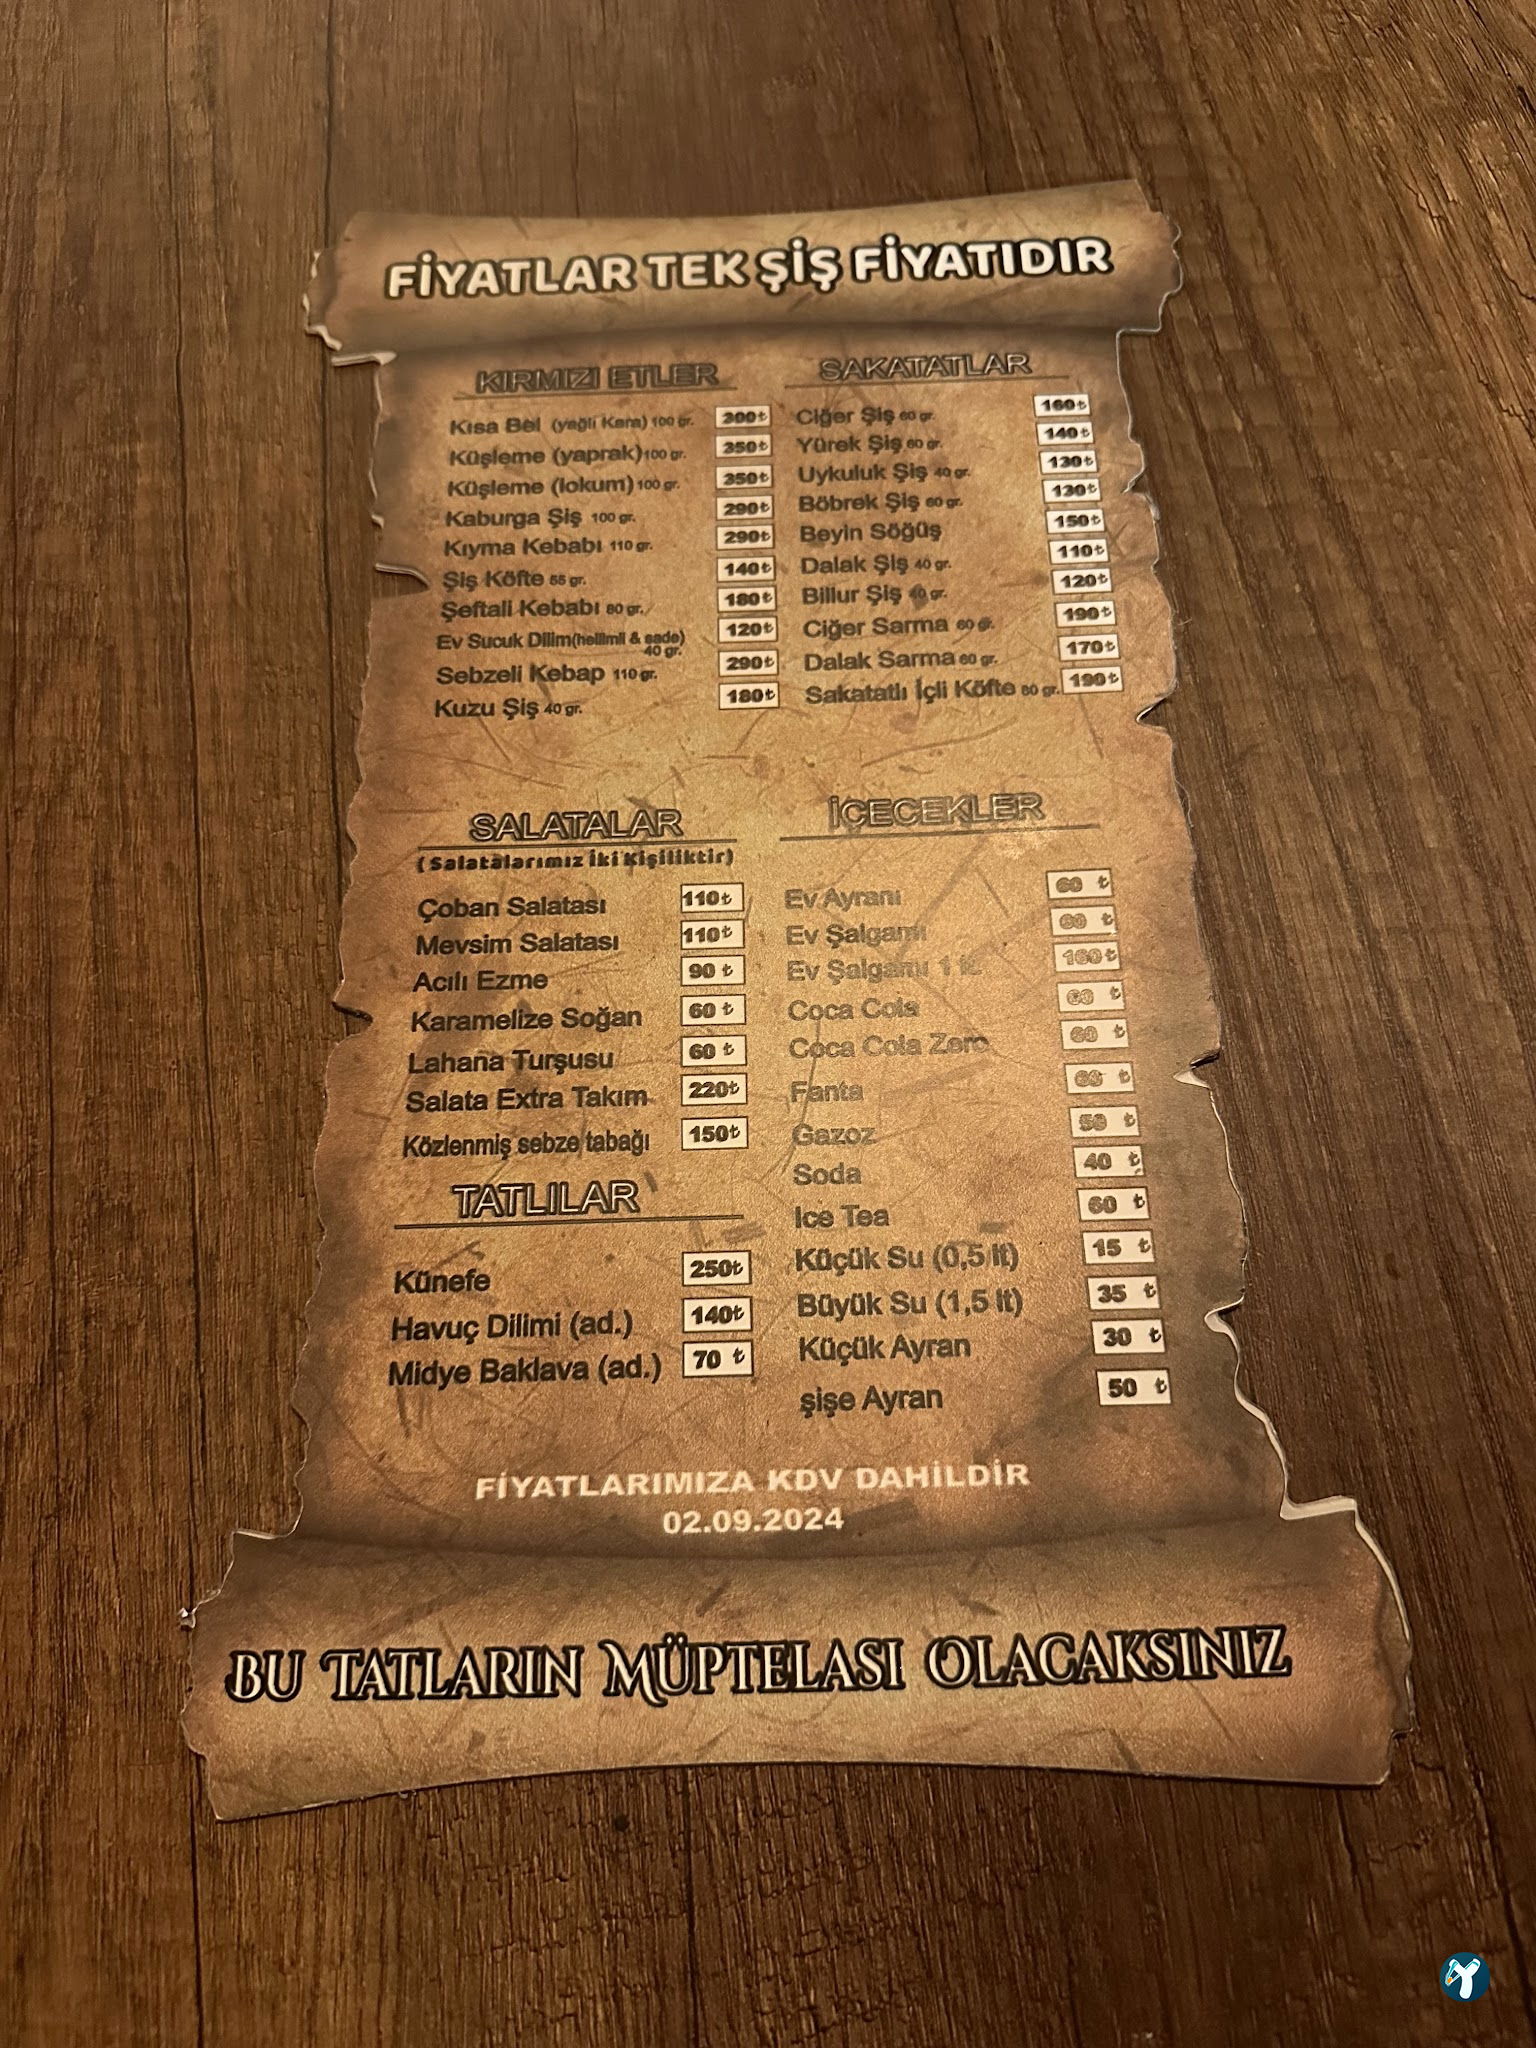 FİYATLAR TEK ŞİŞ FİYATIDIR
KIRMIZI ETLER
Kısa Bel (yağlı Kara) 100 gr. 300₺
Küşleme (yaprak) 100 gr. 350₺
Küşleme (lokum) 100 gr. 350₺
Kaburga Şiş 100 gr. 290₺
Kıyma Kebabı 110 gr. 290₺
Şiş Köfte 55 gr. 140₺
Şeftali Kebabı 80 gr. 180₺
Ev Sucuk Dilim(hellimli & sade) 120₺
40 gr.
Sebzeli Kebap 110 gr. 290₺
Kuzu Şiş 40 gr. 180₺
SAKATATLAR
Ciğer Şiş 60 gr. 160₺
Yürek Şiş 60 gr. 140₺
Uykuluk Şiş 40 gr. 130₺
Böbrek Şiş 60 gr. 130₺
Beyin Söğüş 150₺
Dalak Şiş 40 gr. 110₺
Billur Şiş 40 gr. 120₺
Ciğer Sarma 60 gr. 190₺
Dalak Sarma 60 gr. 170₺
Sakatatlı İçli Köfte 80 gr. 190₺
SALATALAR
(Salatalarımız İki Kişiliktir)
Çoban Salatası 110₺
Mevsim Salatası 110₺
Acılı Ezme 90 ₺
Karamelize Soğan 60 ₺
Lahana Turşusu 60 ₺
Salata Extra Takım 220₺
Közlenmiş sebze tabağı 150₺
TATLILAR
Künefe 250₺
Havuç Dilimi (ad.) 140₺
Midye Baklava (ad.) 70 ₺
İÇECEKLER
Ev Ayranı 60 ₺
Ev Şalgamı 60 ₺
Ev Şalgamı 1 lt 160₺
Coca Cola 60 ₺
Coca Cola Zero 60 ₺
Fanta 60 ₺
Gazoz 50 ₺
Soda 40 ₺
Ice Tea 60 ₺
Küçük Su (0,5 lt) 15 ₺
Büyük Su (1,5 lt) 35 ₺
Küçük Ayran 30 ₺
şişe Ayran 50 ₺
FİYATLARIMIZA KDV DAHİLDİR
02.09.2024
BU TATLARIN MÜPTELASI OLACAKSINIZ